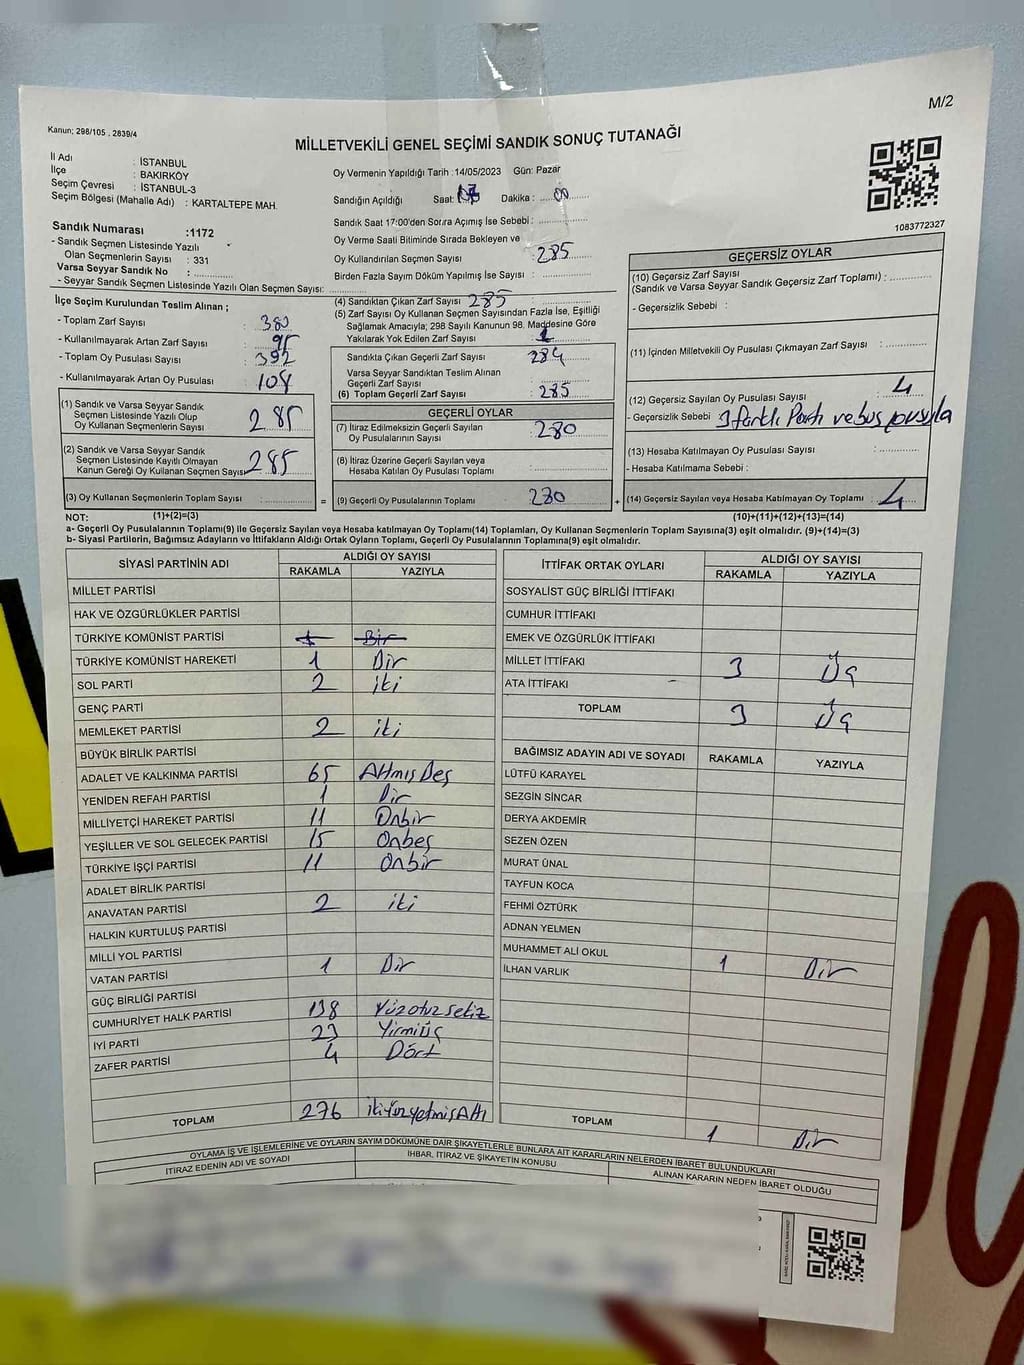 M/2
Kanun; 298/105 , 2839/4
MİLLETVEKİLİ GENEL SEÇİMİ SANDIK SONUÇ TUTANAĞI
İl Adı : İSTANBUL
İlçe : BAKIRKÖY
Seçim Çevresi : İSTANBUL-3
Seçim Bölgesi (Mahalle Adı) : KARTALTEPE MAH.
Oy Vermenin Yapıldığı Tarih :14/05/2023 Gün: Pazar
Sandığın Açıldığı Saat: Dakika: 00
Sandık Saat 17:00'den Sonra Açımış İse Sebebi :
Oy Verme Saati Bitiminde Sırada Bekleyen ve
Oy Kullandırılan Seçmen Sayısı : 285
Birden Fazla Sayım Döküm Yapılmış İse Sayısı :
1083772327
Sandık Numarası :1172
- Sandık Seçmen Listesinde Yazılı
Olan Seçmenlerin Sayısı : 331
Varsa Seyyar Sandık No :
- Seyyar Sandık Seçmen Listesinde Yazılı Olan Seçmen Sayısı:
İlçe Seçim Kurulundan Teslim Alınan ;
- Toplam Zarf Sayısı : 380
- Kullanılmayarak Artan Zarf Sayısı : 95
- Toplam Oy Pusulası Sayısı : 392
- Kullanılmayarak Artan Oy Pusulası : 108
(1) Sandık ve Varsa Seyyar Sandık
Seçmen Listesinde Yazılı Olup
Oy Kullanan Seçmenlerin Sayısı 285
(2) Sandık ve Varsa Seyyar Sandık
Seçmen Listesinde Kayıtlı Olmayan
Kanun Gereği Oy Kullanan Seçmen Sayısı 285
(3) Oy Kullanan Seçmenlerin Toplam Sayısı : =
(1)+(2)=(3)
(4) Sandıktan Çıkan Zarf Sayısı 285
(5) Zarf Sayısı Oy Kullanan Seçmen Sayısından Fazla İse, Eşitliği
Sağlamak Amacıyla; 298 Sayılı Kanunun 98. Maddesine Göre
Yakılarak Yok Edilen Zarf Sayısı : 1
Sandıkta Çıkan Geçerli Zarf Sayısı : 284
Varsa Seyyar Sandıktan Teslim Alınan
Geçerli Zarf Sayısı :
(6) Toplam Geçerli Zarf Sayısı : 285
GEÇERLİ OYLAR
(7) İtiraz Edilmeksizin Geçerli Sayılan
Oy Pusulalarının Sayısı : 280
(8) İtiraz Üzerine Geçerli Sayılan veya
Hesaba Katılan Oy Pusulası Toplamı :
(9) Geçerli Oy Pusulalarının Toplamı : 280 +
GEÇERSİZ OYLAR
(10) Geçersiz Zarf Sayısı
(Sandık ve Varsa Seyyar Sandık Geçersiz Zarf Toplamı) :
- Geçersizlik Sebebi :
(11) İçinden Milletvekili Oy Pusulası Çıkmayan Zarf Sayısı :
(12) Geçersiz Sayılan Oy Pusulası Sayısı : 4
- Geçersizlik Sebebi : 3 farklı Parti ve boş pusula
(13) Hesaba Katılmayan Oy Pusulası Sayısı :
- Hesaba Katılmama Sebebi :
(14) Geçersiz Sayılan veya Hesaba Katılmayan Oy Toplamı : 4
(10)+(11)+(12)+(13)=(14)
NOT:
a- Geçerli Oy Pusulalarının Toplamı(9) ile Geçersiz Sayılan veya Hesaba katılmayan Oy Toplamı(14) Toplamları, Oy Kullanan Seçmenlerin Toplam Sayısına(3) eşit olmalıdır. (9)+(14)=(3)
b- Siyasi Partilerin, Bağımsız Adayların ve İttifakların Aldığı Ortak Oyların Toplamı, Geçerli Oy Pusulalarının Toplamına(9) eşit olmalıdır.
SİYASİ PARTİNİN ADI ALDIĞI OY SAYISI
RAKAMLA YAZIYLA
MİLLET PARTİSİ
HAK VE ÖZGÜRLÜKLER PARTİSİ
TÜRKİYE KOMÜNİST PARTİSİ 1 Bir
TÜRKİYE KOMÜNİST HAREKETİ 1 Bir
SOL PARTİ 2 iki
GENÇ PARTİ
MEMLEKET PARTİSİ 2 iki
BÜYÜK BİRLİK PARTİSİ
ADALET VE KALKINMA PARTİSİ 65 Altmış Beş
YENİDEN REFAH PARTİSİ 1 Bir
MİLLİYETÇİ HAREKET PARTİSİ 11 Onbir
YEŞİLLER VE SOL GELECEK PARTİSİ 15 Onbeş
TÜRKİYE İŞÇİ PARTİSİ 11 Onbir
ADALET BİRLİK PARTİSİ
ANAVATAN PARTİSİ 2 iki
HALKIN KURTULUŞ PARTİSİ
MİLLİ YOL PARTİSİ
VATAN PARTİSİ 1 Bir
GÜÇ BİRLİĞİ PARTİSİ
CUMHURİYET HALK PARTİSİ 138 Yüzotuzsekiz
İYİ PARTİ 23 Yirmiüç
ZAFER PARTİSİ 4 Dört
TOPLAM 276 ikiyüzyetmişAltı
İTTİFAK ORTAK OYLARI ALDIĞI OY SAYISI
RAKAMLA YAZIYLA
SOSYALİST GÜÇ BİRLİĞİ İTTİFAKI
CUMHUR İTTİFAKI
EMEK VE ÖZGÜRLÜK İTTİFAKI
MİLLET İTTİFAKI 3 Üç
ATA İTTİFAKI
TOPLAM 3 Üç
BAĞIMSIZ ADAYIN ADI VE SOYADI RAKAMLA YAZIYLA
LÜTFÜ KARAYEL
SEZGİN SİNCAR
DERYA AKDEMİR
SEZEN ÖZEN
MURAT ÜNAL
TAYFUN KOCA
FEHMİ ÖZTÜRK
ADNAN YELMEN
MUHAMMET ALİ OKUL
İLHAN VARLIK 1 Bir
TOPLAM 1 Bir
OYLAMA İŞ VE İŞLEMLERİNE VE OYLARIN SAYIM DÖKÜMÜNE DAİR ŞİKAYETLERLE BUNLARA AİT KARARLARIN NELERDEN İBARET BULUNDUKLARI
İTİRAZ EDENİN ADI VE SOYADI İHBAR, İTİRAZ VE ŞİKAYETİN KONUSU ALINAN KARARIN NEDEN İBARET OLDUĞU